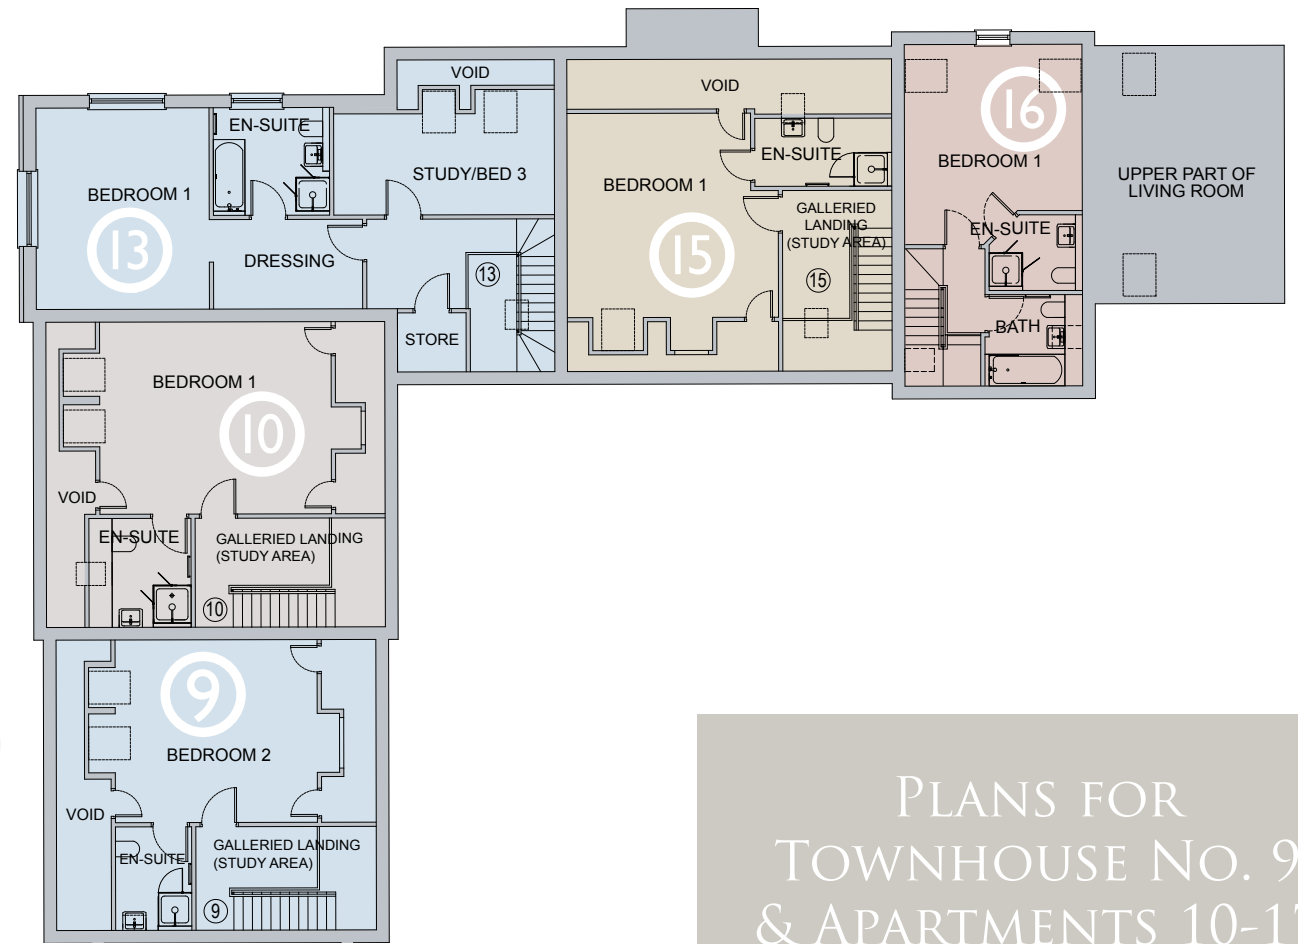 VOID
EN-SUITE
BEDROOM 1
STUDY/BED 3
13
DRESSING
13
STORE
VOID
EN-SUITE
BEDROOM 1
GALLERIED
LANDING
(STUDY AREA)
15
15
16
BEDROOM 1
EN-SUITE
BATH
UPPER PART OF
LIVING ROOM
BEDROOM 1
10
VOID
EN-SUITE
GALLERIED LANDING
(STUDY AREA)
10
9
BEDROOM 2
VOID
EN-SUITE
GALLERIED LANDING
(STUDY AREA)
9
PLANS FOR
TOWNHOUSE NO. 9
& APARTMENTS 10-17